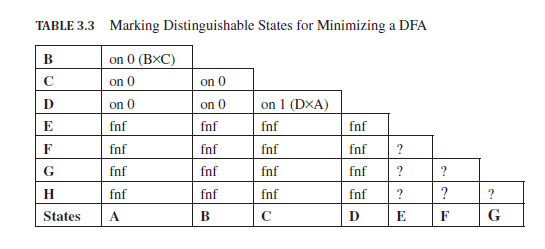 TABLE 3.3 Marking Distinguishable States for Minimizing a DFA
B on 0 (B×C)
C on 0 on 0
D on 0 on 0 on 1 (D×A)
E fnf fnf fnf fnf
F fnf fnf fnf fnf ?
G fnf fnf fnf fnf ? ?
H fnf fnf fnf fnf ? ? ?
States A B C D E F G